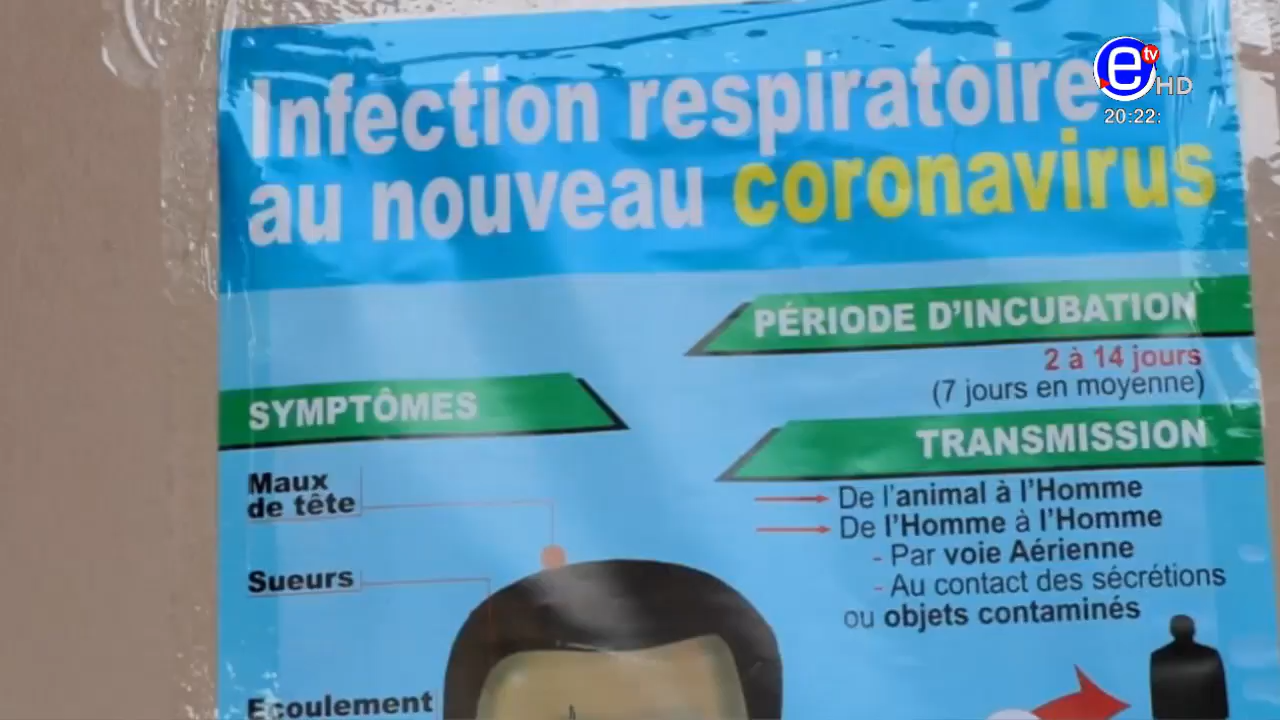 Infection respiratoire
au nouveau coronavirus
e tv HD
20:22:
PÉRIODE D'INCUBATION
2 à 14 jours
(7 jours en moyenne)
SYMPTÔMES
Maux
de tête
Sueurs
Ecoulement
TRANSMISSION
De l'animal à l'Homme
De l'Homme à l'Homme
- Par voie Aérienne
- Au contact des sécrétions
ou objets contaminés